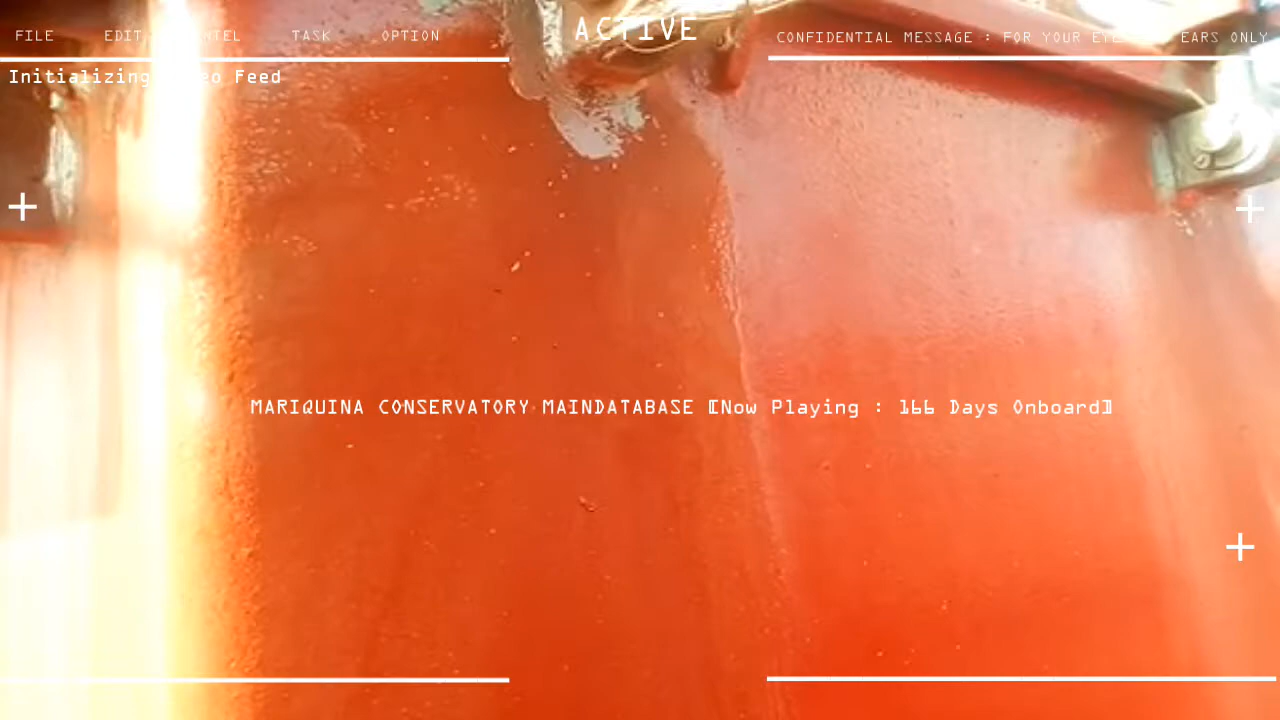 ACTIVE
FILE EDIT TASK OPTION
CONFIDENTIAL MESSAGE : FOR YOUR EARS ONLY
Initializing Feed
MARIQUINA CONSERVATORY MAINDATABASE [Now Playing : 166 Days Onboard]